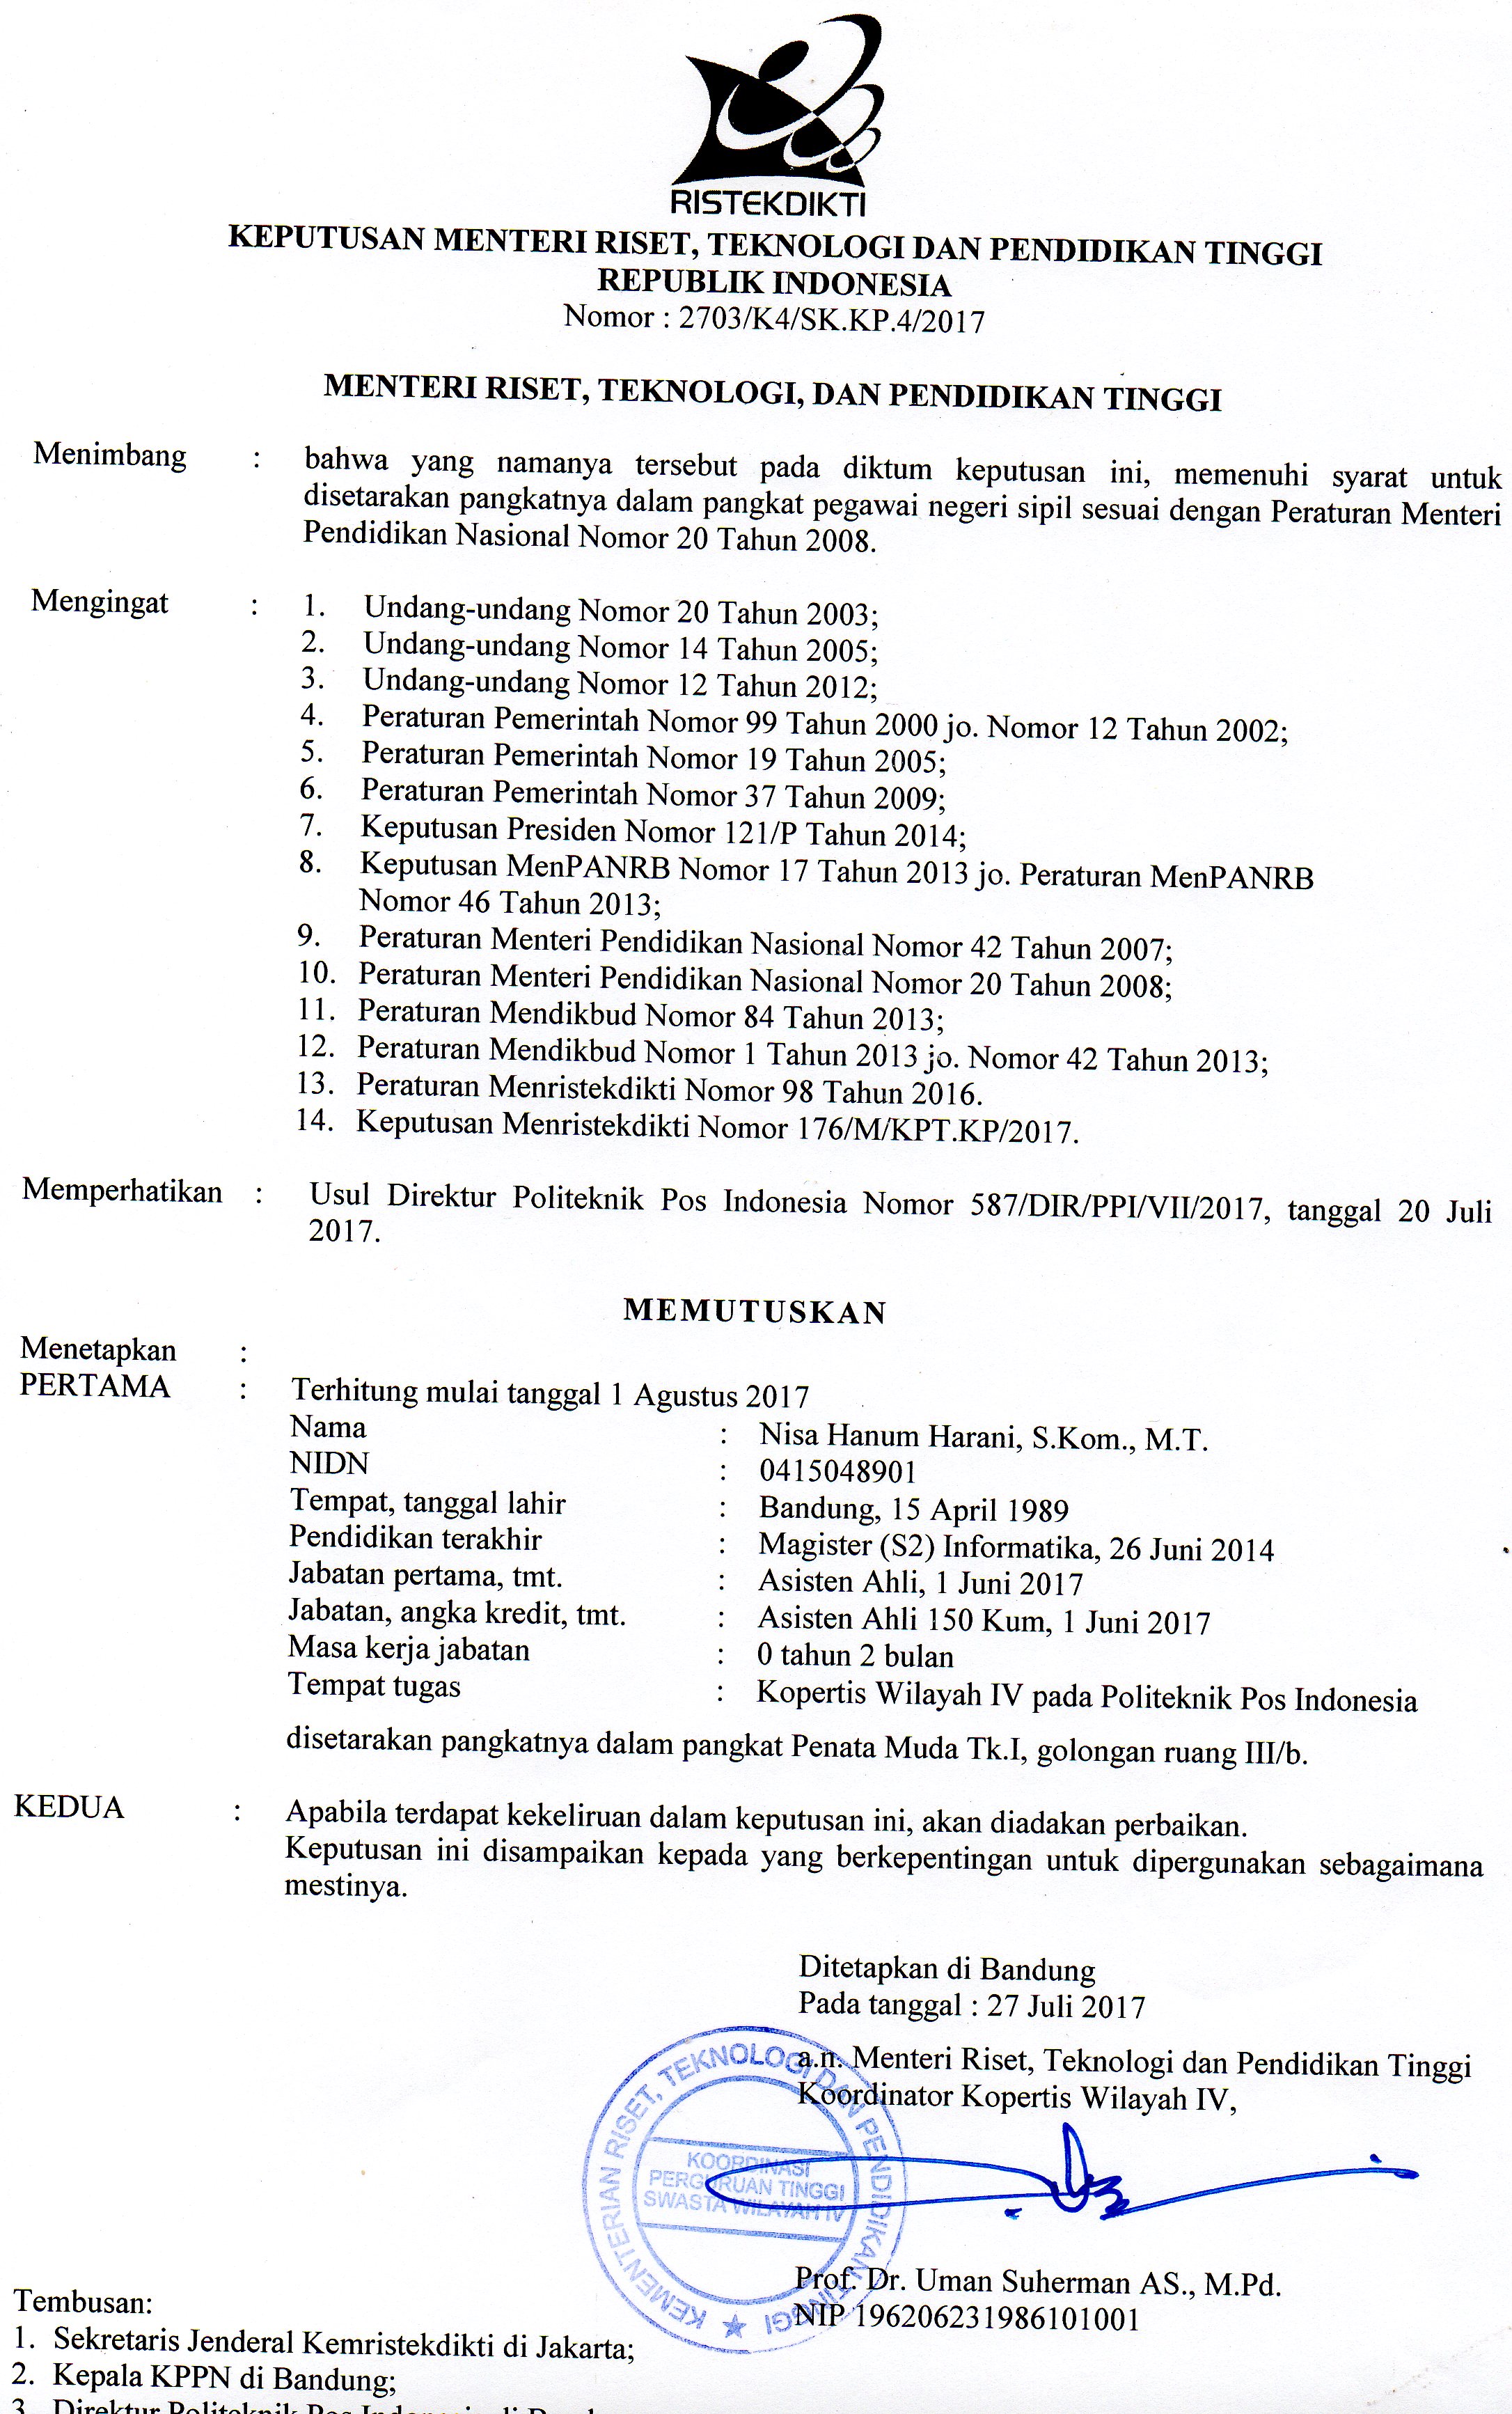 RISTEKDIKTI
KEPUTUSAN MENTERI RISET, TEKNOLOGI DAN PENDIDIKAN TINGGI
REPUBLIK INDONESIA
Nomor : 2703/K4/SK.KP.4/2017
MENTERI RISET, TEKNOLOGI, DAN PENDIDIKAN TINGGI
Menimbang : bahwa yang namanya tersebut pada diktum keputusan ini, memenuhi syarat untuk
disetarakan pangkatnya dalam pangkat pegawai negeri sipil sesuai dengan Peraturan Menteri
Pendidikan Nasional Nomor 20 Tahun 2008.
Mengingat : 1. Undang-undang Nomor 20 Tahun 2003;
2. Undang-undang Nomor 14 Tahun 2005;
3. Undang-undang Nomor 12 Tahun 2012;
4. Peraturan Pemerintah Nomor 99 Tahun 2000 jo. Nomor 12 Tahun 2002;
5. Peraturan Pemerintah Nomor 19 Tahun 2005;
6. Peraturan Pemerintah Nomor 37 Tahun 2009;
7. Keputusan Presiden Nomor 121/P Tahun 2014;
8. Keputusan MenPANRB Nomor 17 Tahun 2013 jo. Peraturan MenPANRB
Nomor 46 Tahun 2013;
9. Peraturan Menteri Pendidikan Nasional Nomor 42 Tahun 2007;
10. Peraturan Menteri Pendidikan Nasional Nomor 20 Tahun 2008;
11. Peraturan Mendikbud Nomor 84 Tahun 2013;
12. Peraturan Mendikbud Nomor 1 Tahun 2013 jo. Nomor 42 Tahun 2013;
13. Peraturan Menristekdikti Nomor 98 Tahun 2016.
14. Keputusan Menristekdikti Nomor 176/M/KPT.KP/2017.
Memperhatikan : Usul Direktur Politeknik Pos Indonesia Nomor 587/DIR/PPI/VII/2017, tanggal 20 Juli
2017.
MEMUTUSKAN
Menetapkan :
PERTAMA : Terhitung mulai tanggal 1 Agustus 2017
Nama : Nisa Hanum Harani, S.Kom., M.T.
NIDN : 0415048901
Tempat, tanggal lahir : Bandung, 15 April 1989
Pendidikan terakhir : Magister (S2) Informatika, 26 Juni 2014
Jabatan pertama, tmt. : Asisten Ahli, 1 Juni 2017
Jabatan, angka kredit, tmt. : Asisten Ahli 150 Kum, 1 Juni 2017
Masa kerja jabatan : 0 tahun 2 bulan
Tempat tugas : Kopertis Wilayah IV pada Politeknik Pos Indonesia
disetarakan pangkatnya dalam pangkat Penata Muda Tk.I, golongan ruang III/b.
KEDUA : Apabila terdapat kekeliruan dalam keputusan ini, akan diadakan perbaikan.
Keputusan ini disampaikan kepada yang berkepentingan untuk dipergunakan sebagaimana
mestinya.
Ditetapkan di Bandung
Pada tanggal : 27 Juli 2017
a.n. Menteri Riset, Teknologi dan Pendidikan Tinggi
Koordinator Kopertis Wilayah IV,
KEMENTERIAN RISET, TEKNOLOGI DAN PENDIDIKAN TINGGI
KOORDINASI
PERGURUAN TINGGI
SWASTA WILAYAH IV
Prof. Dr. Uman Suherman AS., M.Pd.
NIP 196206231986101001
Tembusan:
1. Sekretaris Jenderal Kemristekdikti di Jakarta;
2. Kepala KPPN di Bandung;
3. Direktur Politeknik Pos Indonesia di